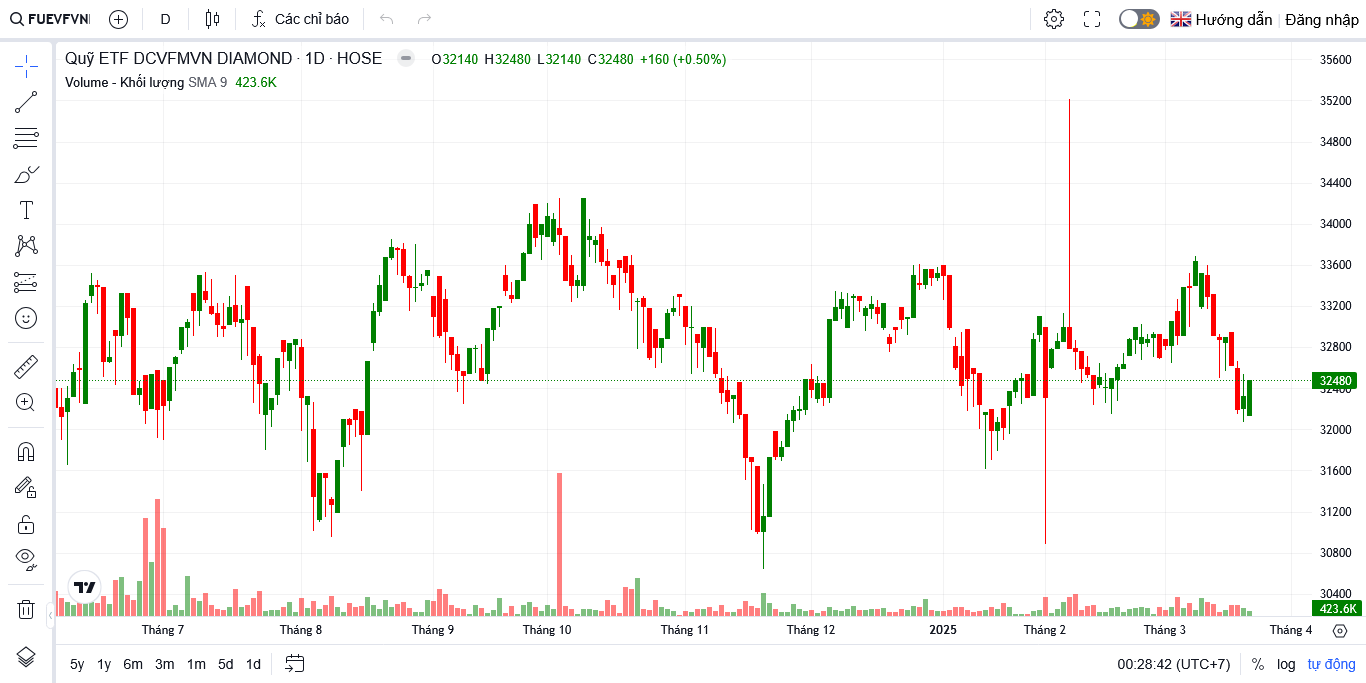 FUEVFVN
D
Các chỉ báo
Hướng dẫn
Đăng nhập
Quỹ ETF DCVFMVN DIAMOND · 1D · HOSE
O32140 H32480 L32140 C32480 +160 (+0.50%)
Volume - Khối lượng SMA 9 423.6K
35600
35200
34800
34400
34000
33600
33200
32800
32480
32400
32000
31600
31200
30800
30400
423.6K
Tháng 7 Tháng 8 Tháng 9 Tháng 10 Tháng 11 Tháng 12 2025 Tháng 2 Tháng 3 Tháng 4
5y 1y 6m 3m 1m 5d 1d
00:28:42 (UTC+7) % log tự động